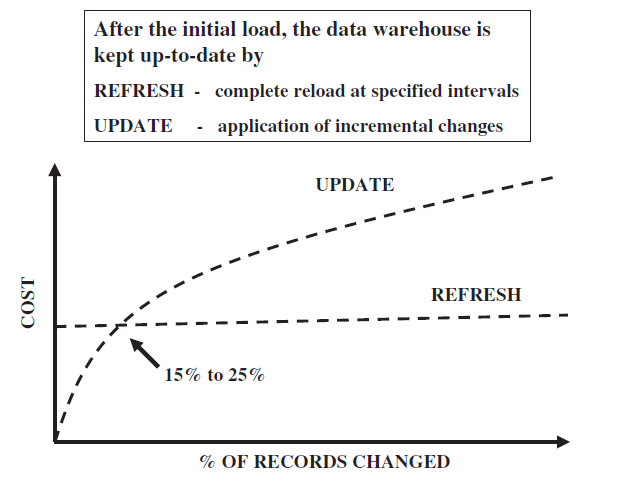 After the initial load, the data warehouse is
kept up-to-date by
REFRESH - complete reload at specified intervals
UPDATE - application of incremental changes
UPDATE
REFRESH
COST
15% to 25%
% OF RECORDS CHANGED